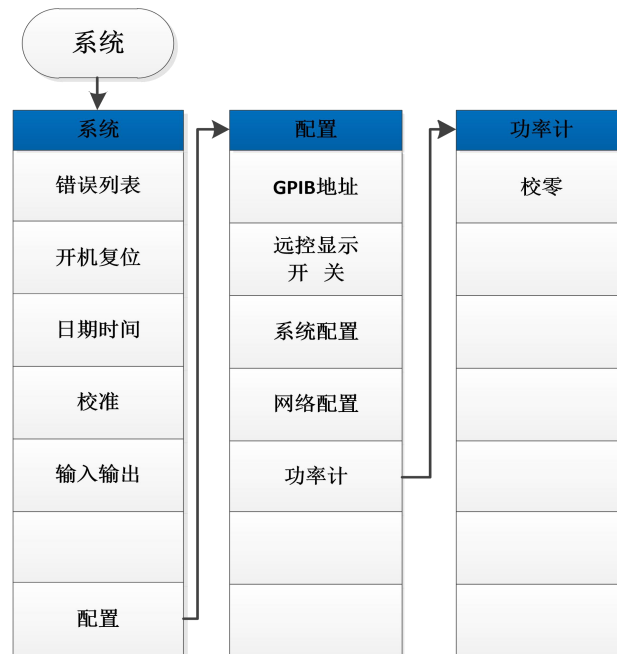 系统
系统
错误列表
开机复位
日期时间
校准
输入输出
配置
配置
GPIB地址
远控显示
开 关
系统配置
网络配置
功率计
功率计
校零